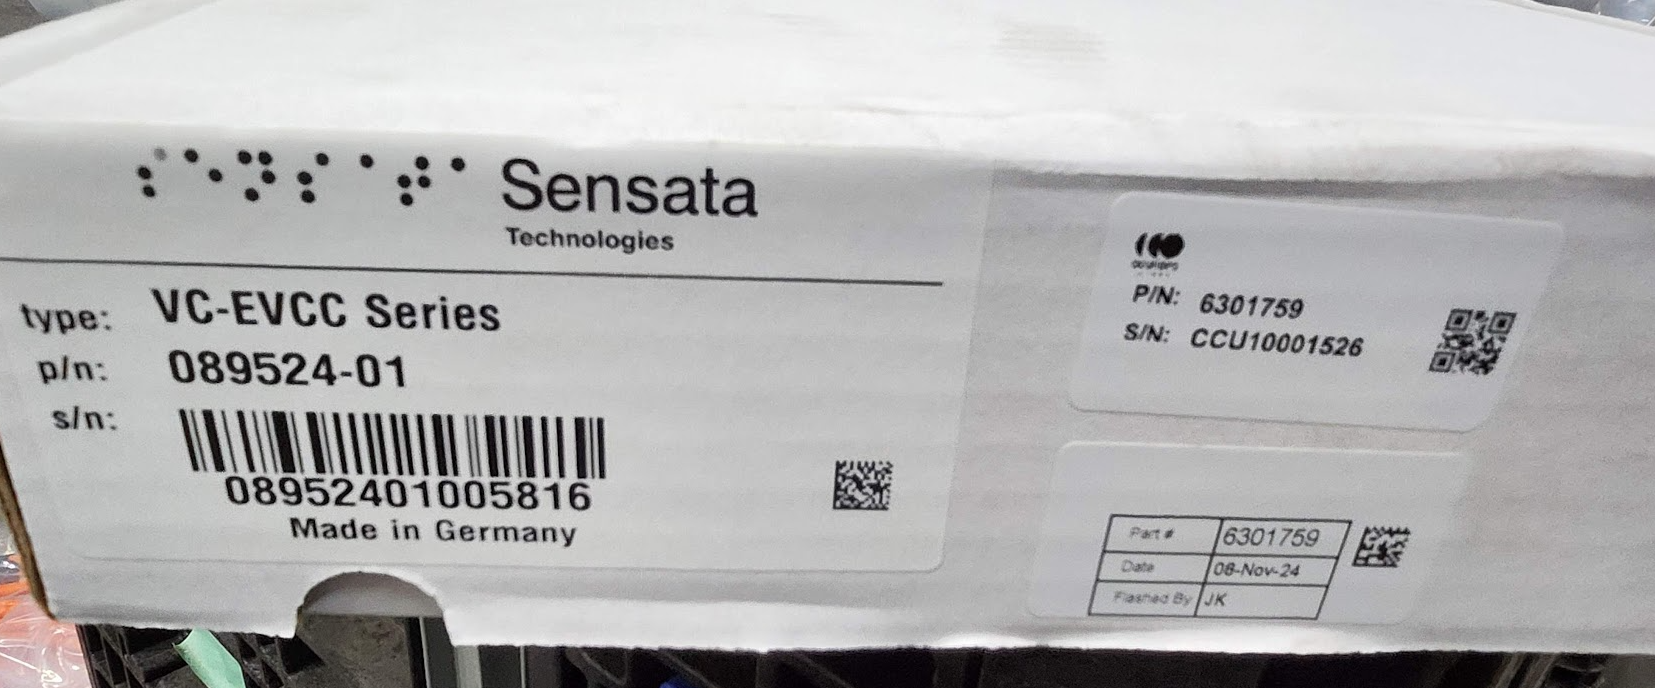 Sensata
Technologies
type: VC-EVCC Series
p/n: 089524-01
s/n:
08952401005816
Made in Germany
P/N: 6301759
S/N: CCU10001526
Part # 6301759
Date 08-Nov-24
Flashed By JK